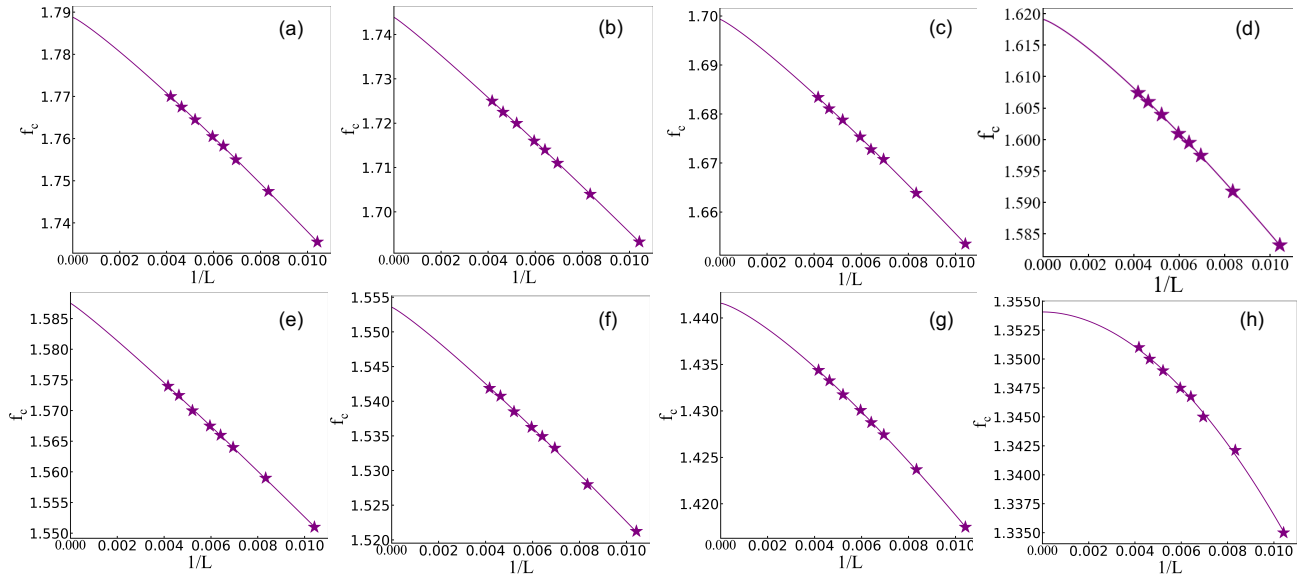 (a)
1.79
1.78
1.77
1.76
1.75
1.74
f_c
0.000 0.002 0.004 0.006 0.008 0.010
1/L
(b)
1.74
1.73
1.72
1.71
1.70
f_c
0.000 0.002 0.004 0.006 0.008 0.010
1/L
(c)
1.70
1.69
1.68
1.67
1.66
f_c
0.000 0.002 0.004 0.006 0.008 0.010
1/L
(d)
1.620
1.615
1.610
1.605
1.600
1.595
1.590
1.585
f_c
0.000 0.002 0.004 0.006 0.008 0.010
1/L
(e)
1.585
1.580
1.575
1.570
1.565
1.560
1.555
1.550
f_c
0.000 0.002 0.004 0.006 0.008 0.010
1/L
(f)
1.555
1.550
1.545
1.540
1.535
1.530
1.525
1.520
f_c
0.000 0.002 0.004 0.006 0.008 0.010
1/L
(g)
1.440
1.435
1.430
1.425
1.420
f_c
0.000 0.002 0.004 0.006 0.008 0.010
1/L
(h)
1.3550
1.3525
1.3500
1.3475
1.3450
1.3425
1.3400
1.3375
1.3350
f_c
0.000 0.002 0.004 0.006 0.008 0.010
1/L